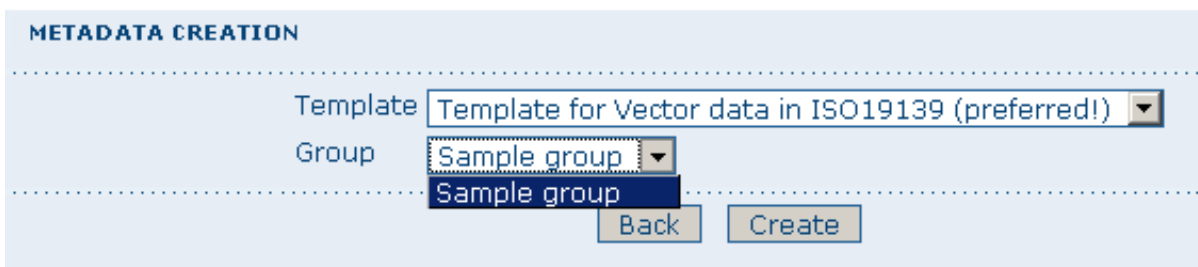 METADATA CREATION
Template Template for Vector data in ISO19139 (preferred!)
Group Sample group
Sample group
Back Create